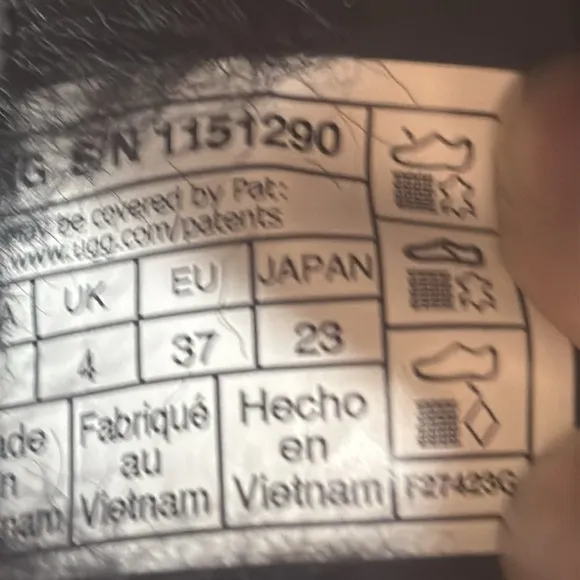 S/N 1151290
may be covered by Pat:
www.ugg.com/patents
UK EU JAPAN
4 37 23
Fabriqué Hecho
au en
Vietnam Vietnam
F27423G